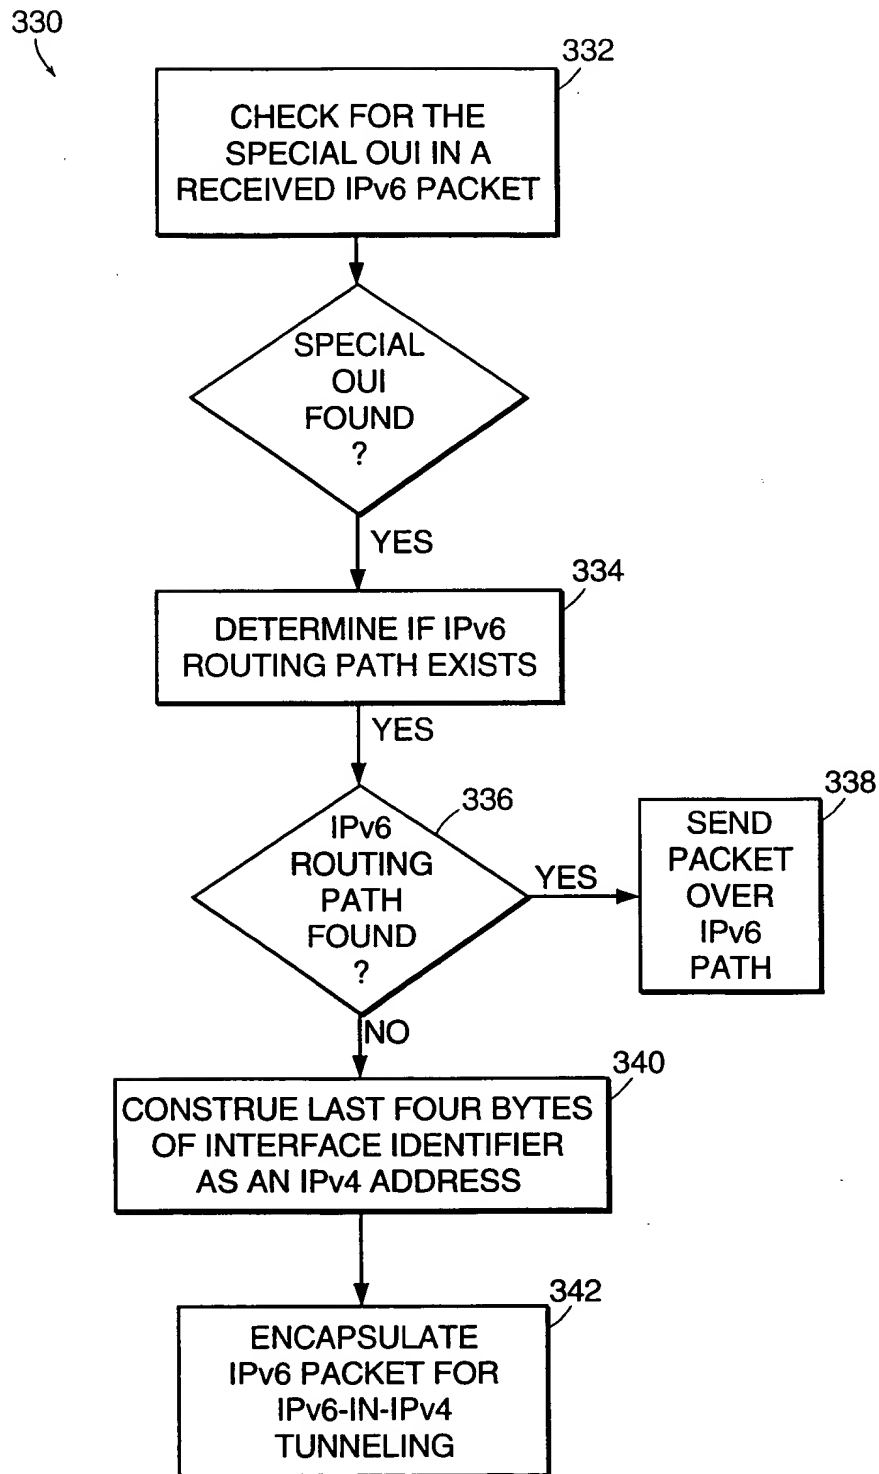 330
332
CHECK FOR THE
SPECIAL OUI IN A
RECEIVED IPv6 PACKET
SPECIAL
OUI
FOUND
?
YES
334
DETERMINE IF IPv6
ROUTING PATH EXISTS
YES
336
IPv6
ROUTING
PATH
FOUND
?
YES
338
SEND
PACKET
OVER
IPv6
PATH
NO
340
CONSTRUE LAST FOUR BYTES
OF INTERFACE IDENTIFIER
AS AN IPv4 ADDRESS
342
ENCAPSULATE
IPv6 PACKET FOR
IPv6-IN-IPv4
TUNNELING